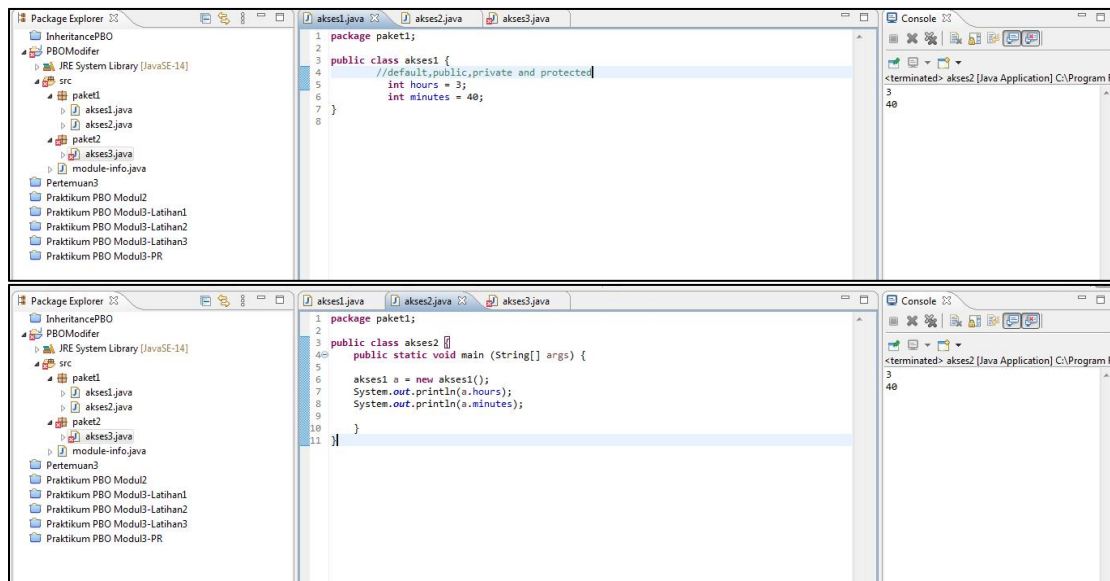 Package Explorer
InheritancePBO
PBOModifer
JRE System Library [JavaSE-14]
src
paket1
akses1.java
akses2.java
paket2
akses3.java
module-info.java
Pertemuan3
Praktikum PBO Modul2
Praktikum PBO Modul3-Latihan1
Praktikum PBO Modul3-Latihan2
Praktikum PBO Modul3-Latihan3
Praktikum PBO Modul3-PR
akses1.java akses2.java akses3.java
1 package paket1;
2
3 public class akses1 {
4 //default,public,private and protected
5 int hours = 3;
6 int minutes = 40;
7 }
8
Console
<terminated> akses2 [Java Application] C:\Program F
3
40
Package Explorer
InheritancePBO
PBOModifer
JRE System Library [JavaSE-14]
src
paket1
akses1.java
akses2.java
paket2
akses3.java
module-info.java
Pertemuan3
Praktikum PBO Modul2
Praktikum PBO Modul3-Latihan1
Praktikum PBO Modul3-Latihan2
Praktikum PBO Modul3-Latihan3
Praktikum PBO Modul3-PR
akses1.java akses2.java akses3.java
1 package paket1;
2
3 public class akses2 {
4 public static void main (String[] args) {
5
6 akses1 a = new akses1();
7 System.out.println(a.hours);
8 System.out.println(a.minutes);
9
10 }
11 }
Console
<terminated> akses2 [Java Application] C:\Program F
3
40